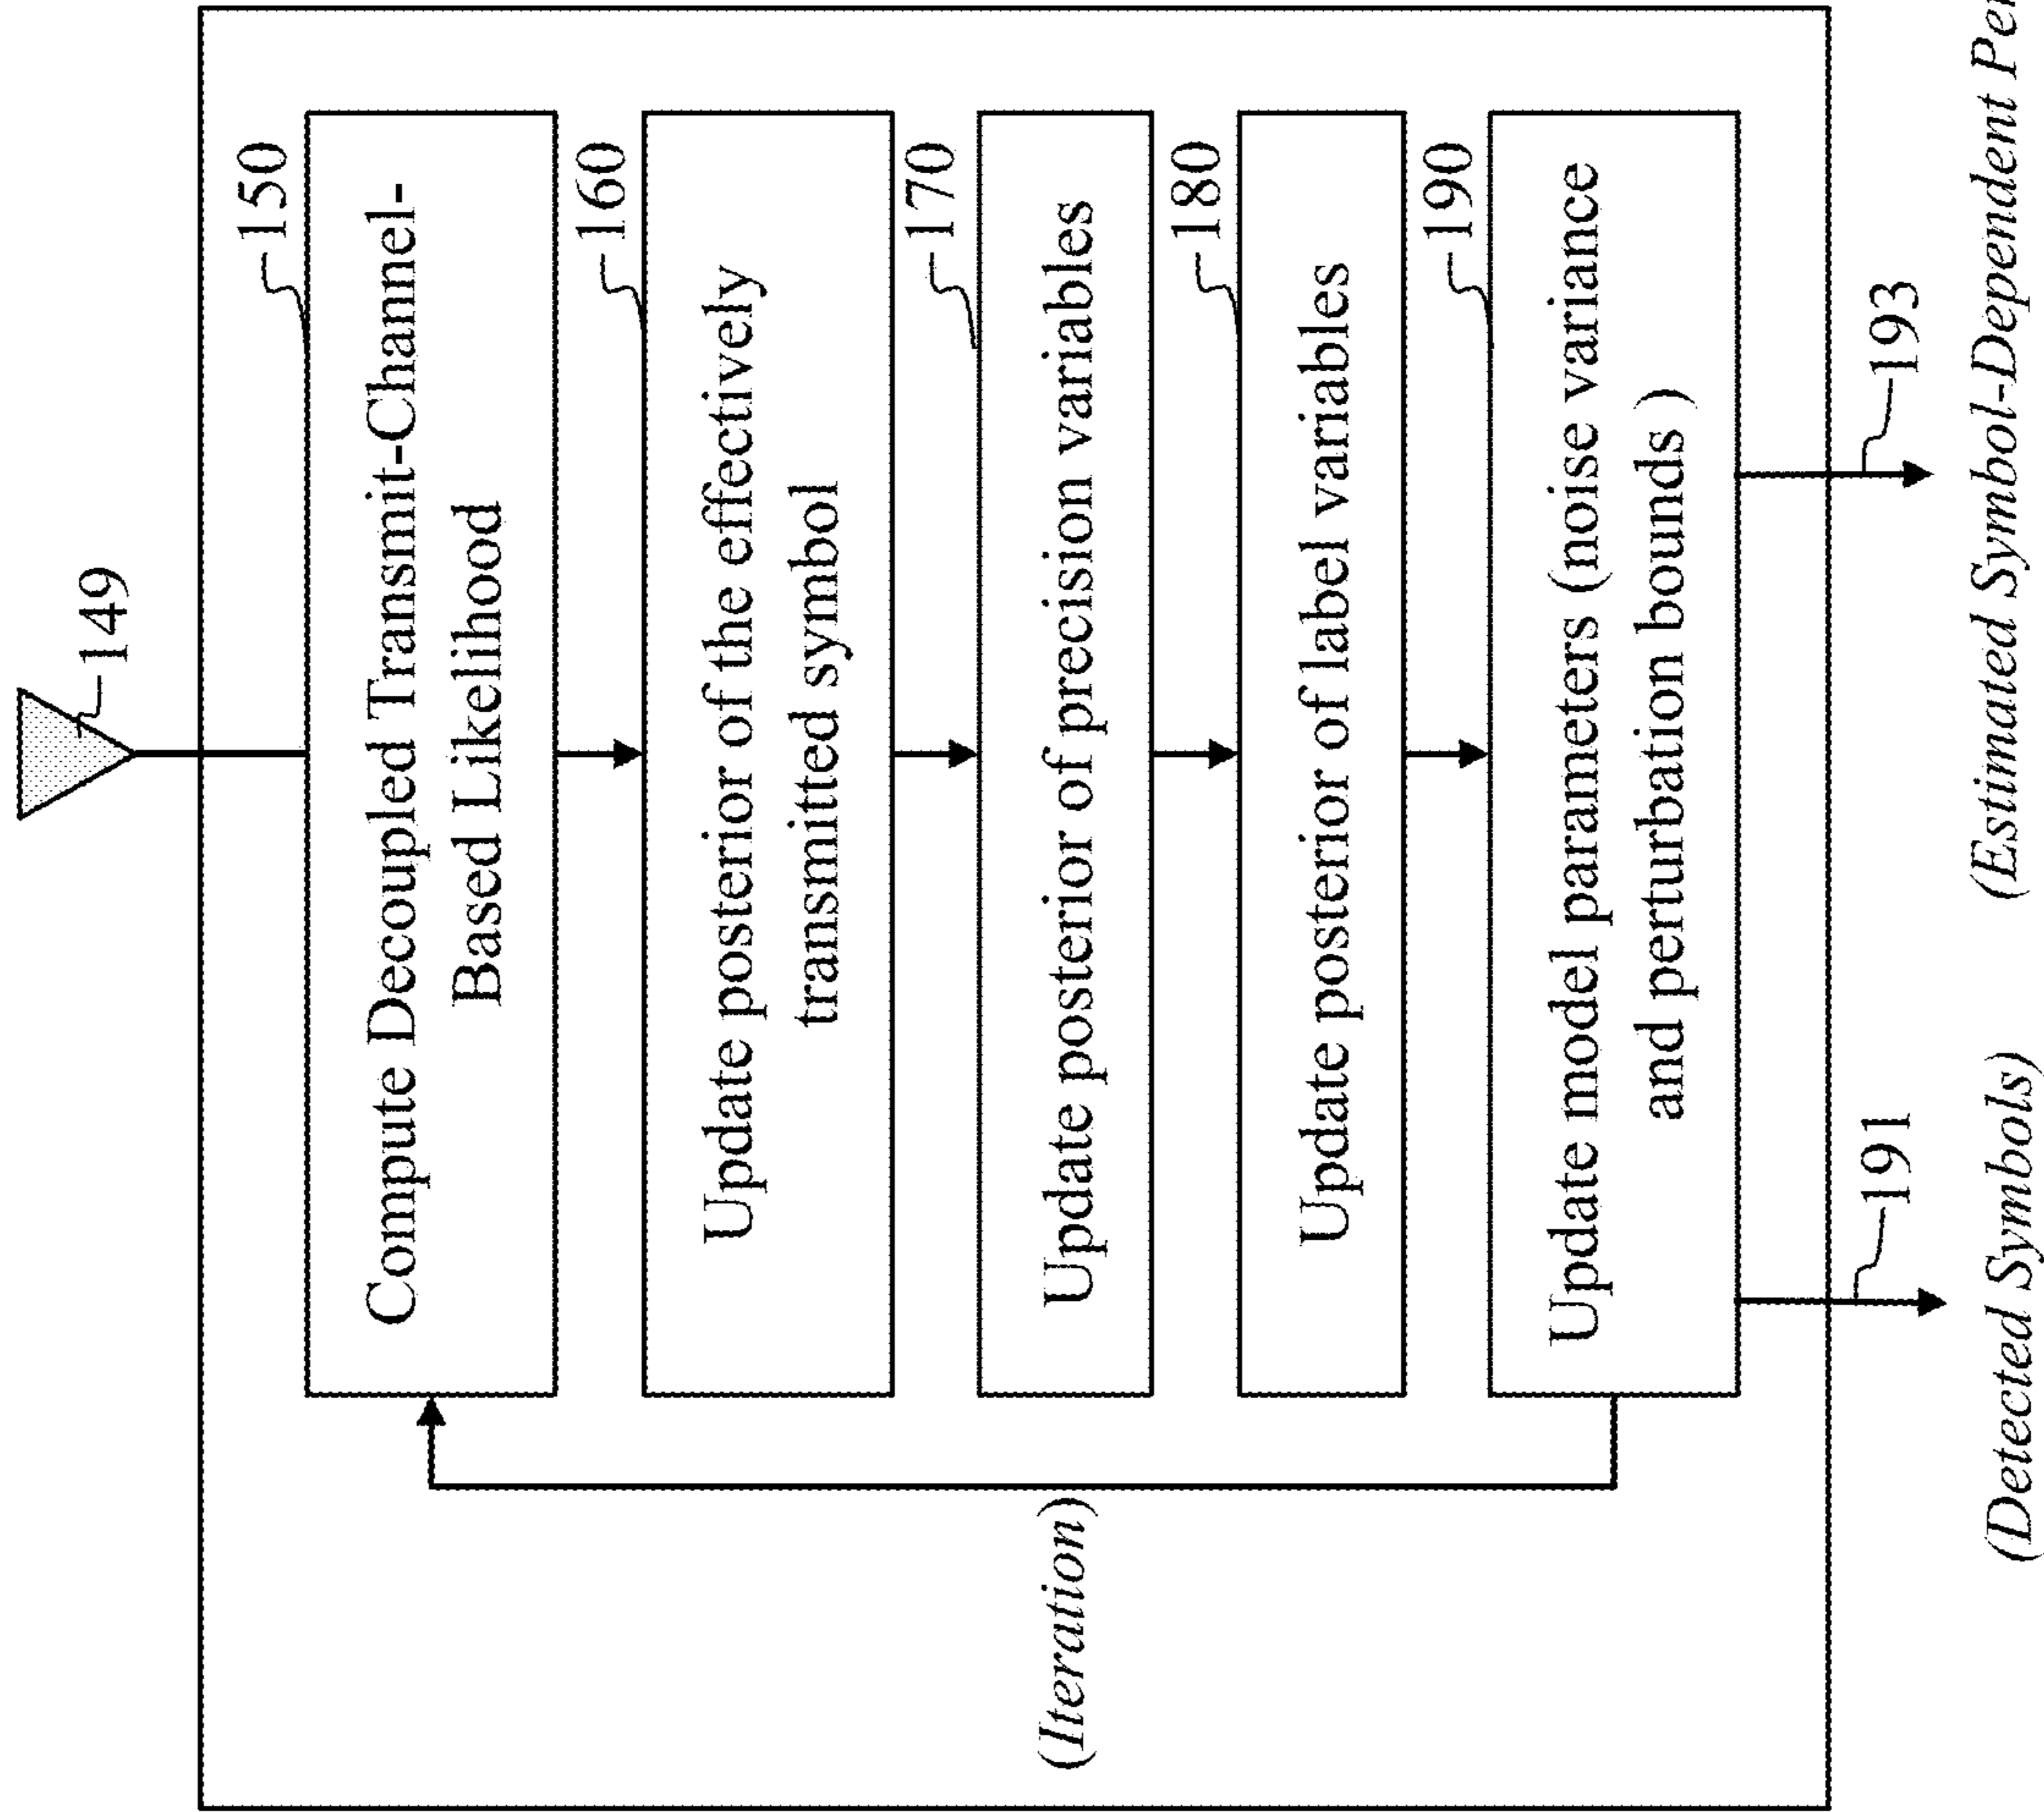 149
150
Compute Decoupled Transmit-Channel-
Based Likelihood
160
Update posterior of the effectively
transmitted symbol
170
Update posterior of precision variables
180
Update posterior of label variables
190
Update model parameters (noise variance
and perturbation bounds )
(Iteration)
191
193
(Detected Symbols)
(Estimated Symbol-Dependent